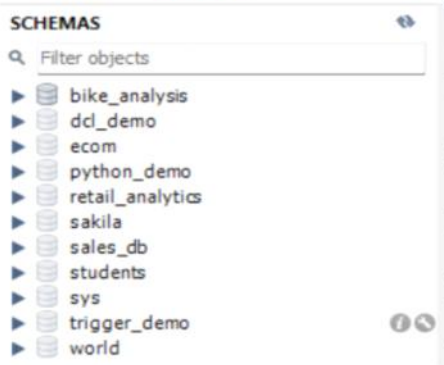 SCHEMAS
Filter objects
bike_analysis
dcl_demo
ecom
python_demo
retail_analytics
sakila
sales_db
students
sys
trigger_demo
world